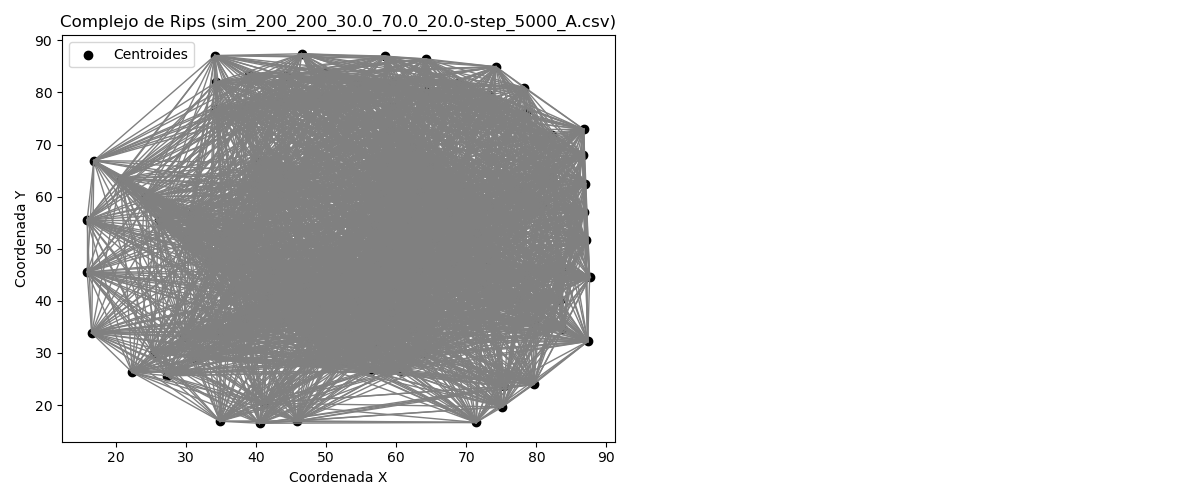 Complejo de Rips (sim_200_200_30.0_70.0_20.0-step_5000_A.csv)
Centroides
90
80
70
60
50
40
30
20
Coordenada Y
20 30 40 50 60 70 80 90
Coordenada X